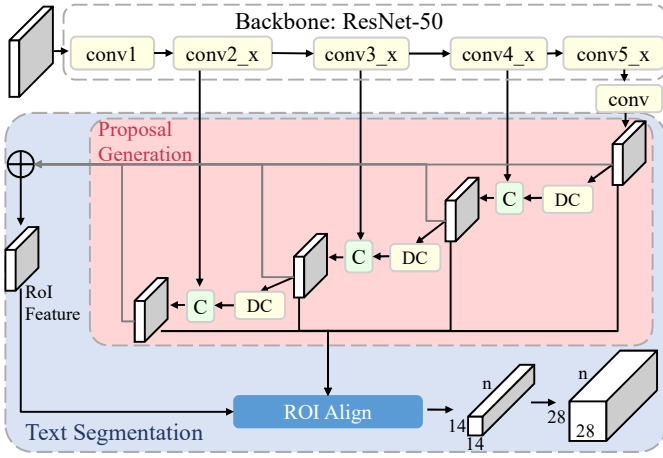 Backbone: ResNet-50
conv1
conv2_x
conv3_x
conv4_x
conv5_x
conv
Proposal
Generation
C
DC
C
DC
RoI
Feature
C
DC
ROI Align
n
14
14
n
28
28
Text Segmentation